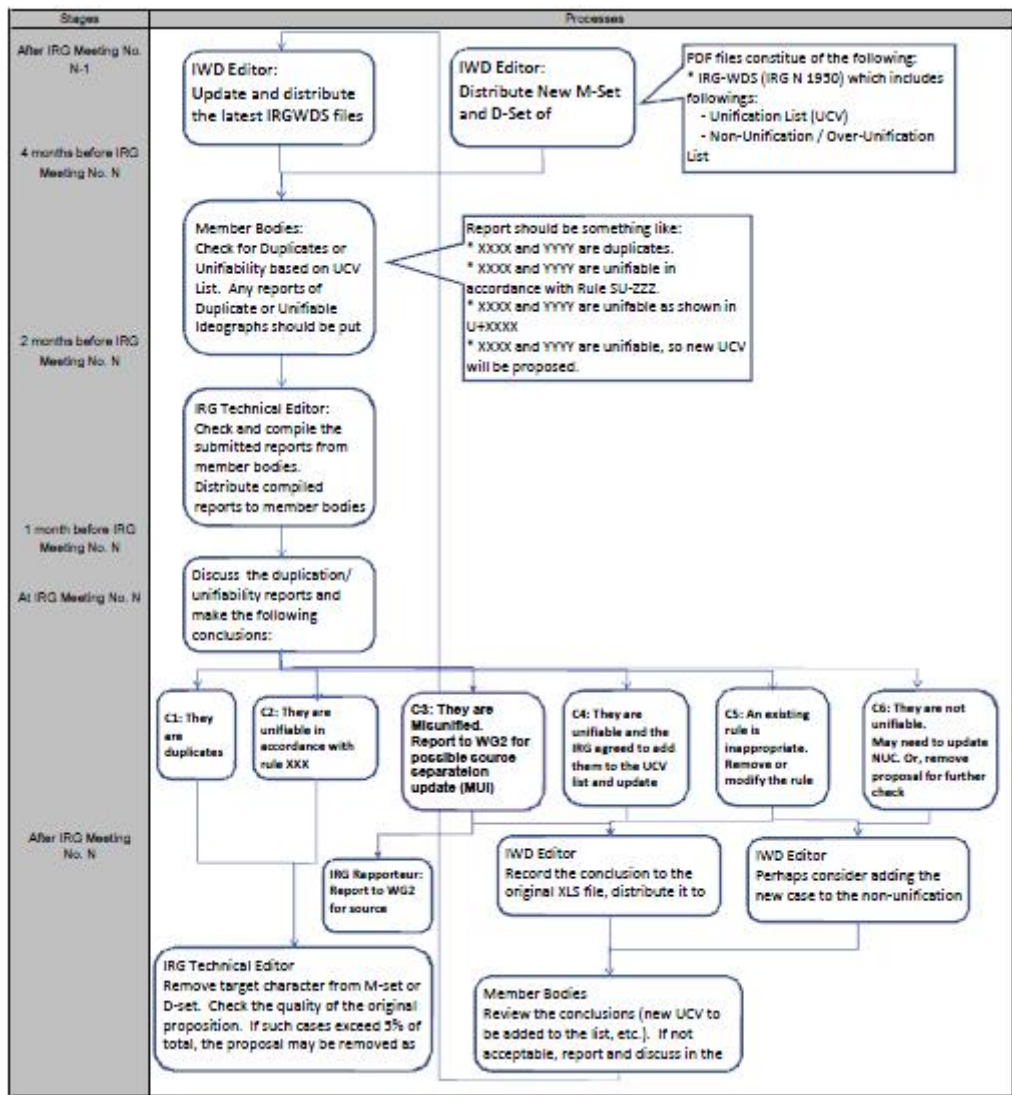 Stages
Processes
After IRG Meeting No.
N-1
IWD Editor:
Update and distribute
the latest IRGWDS files
IWD Editor:
Distribute New M-Set
and D-Set of
PDF files constitue of the following:
* IRG-WDS (IRG N 1950) which includes
followings:
- Unification List (UCV)
- Non-Unification / Over-Unification
List
4 months before IRG
Meeting No. N
Member Bodies:
Check for Duplicates or
Unifiability based on UCV
List. Any reports of
Duplicate or Unifiable
Ideographs should be put
Report should be something like:
* XXXX and YYYY are duplicates.
* XXXX and YYYY are unifiable in
accordance with Rule SU-ZZZ.
* XXXX and YYYY are unifable as shown in
U+XXXX
* XXXX and YYYY are unifiable, so new UCV
will be proposed.
2 months before IRG
Meeting No. N
IRG Technical Editor:
Check and compile the
submitted reports from
member bodies.
Distribute compiled
reports to member bodies
1 month before IRG
Meeting No. N
At IRG Meeting No. N
Discuss the duplication/
unifiability reports and
make the following
conclusions:
C1: They
are
duplicates
C2: They are
unifiable in
accordance with
rule XXX
C3: They are
Misunified.
Report to WG2 for
possible source
separateion
update (MUI)
C4: They are
unifiable and the
IRG agreed to add
them to the UCV
list and update
C5: An existing
rule is
inappropriate.
Remove or
modify the rule
C6: They are not
unifiable.
May need to update
NUC. Or, remove
proposal for further
check
After IRG Meeting
No. N
IRG Rapporteur:
Report to WG2
for source
IWD Editor
Record the conclusion to the
original XLS file, distribute it to
IWD Editor
Perhaps consider adding the
new case to the non-unification
IRG Technical Editor
Remove target character from M-set or
D-set. Check the quality of the original
proposition. If such cases exceed 5% of
total, the proposal may be removed as
Member Bodies
Review the conclusions (new UCV to
be added to the list, etc.). If not
acceptable, report and discuss in the